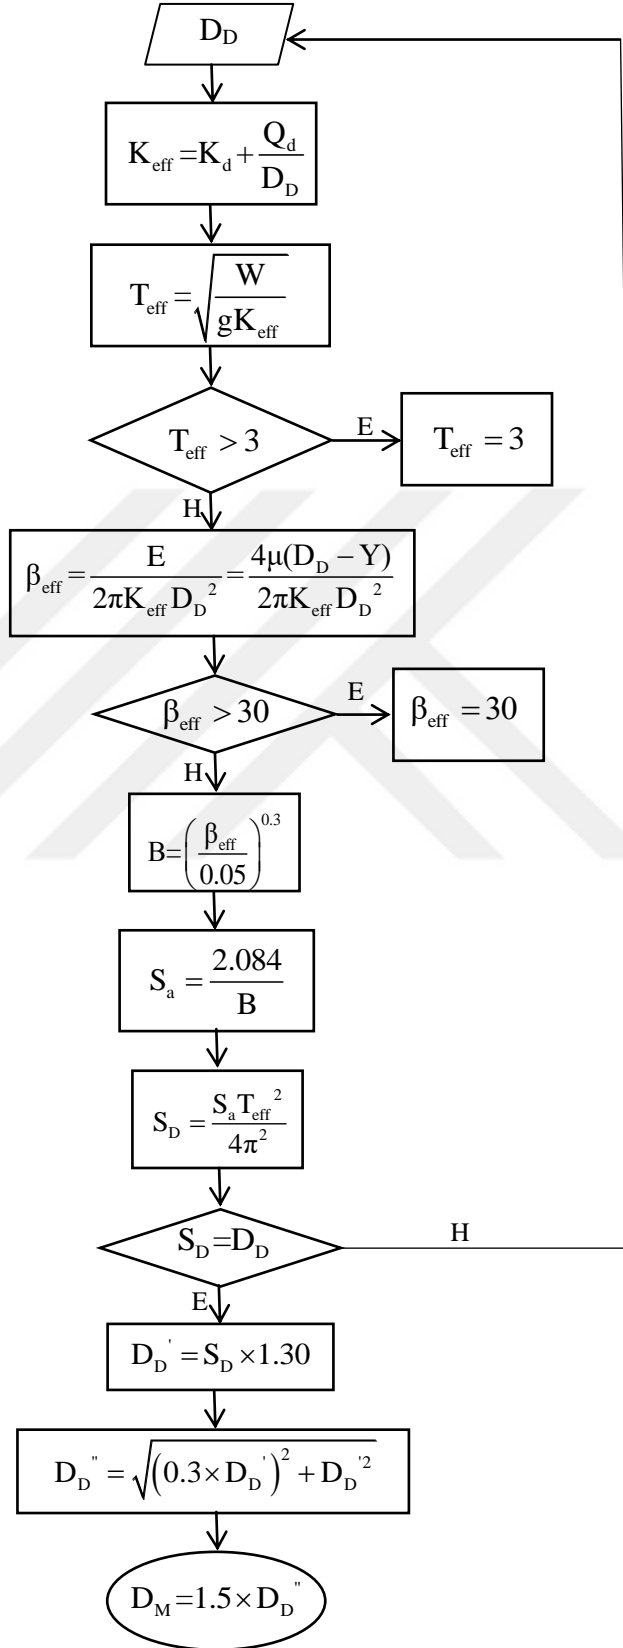 D_D
K_eff = K_d + Q_d / D_D
T_eff = √(W / gK_eff)
T_eff > 3
E
T_eff = 3
H
β_eff = E / 2πK_eff D_D² = 4μ(D_D − Y) / 2πK_eff D_D²
β_eff > 30
E
β_eff = 30
H
B = (β_eff / 0.05)^0.3
S_a = 2.084 / B
S_D = S_a T_eff² / 4π²
S_D = D_D
H
E
D_D' = S_D × 1.30
D_D" = √((0.3 × D_D')² + D_D'²)
D_M = 1.5 × D_D"